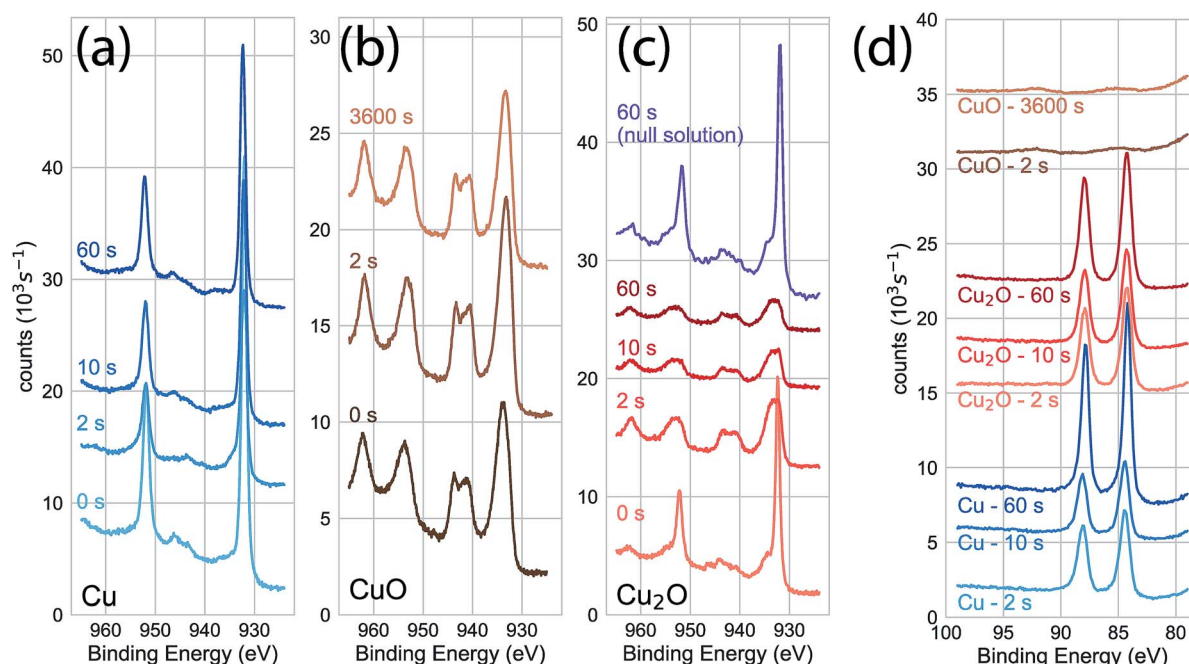 (a)
50
40
30
20
10
0
60 s
10 s
2 s
0 s
Cu
counts (10³s⁻¹)
960 950 940 930
Binding Energy (eV)
(b)
30
25
20
15
10
5
0
3600 s
2 s
0 s
CuO
960 950 940 930
Binding Energy (eV)
(c)
50
40
30
20
10
0
60 s
(null solution)
60 s
10 s
2 s
0 s
Cu₂O
960 950 940 930
Binding Energy (eV)
(d)
40
35
30
25
20
15
10
5
0
CuO - 3600 s
CuO - 2 s
Cu₂O - 60 s
Cu₂O - 10 s
Cu₂O - 2 s
Cu - 60 s
Cu - 10 s
Cu - 2 s
counts (10³s⁻¹)
100 95 90 85 80
Binding Energy (eV)